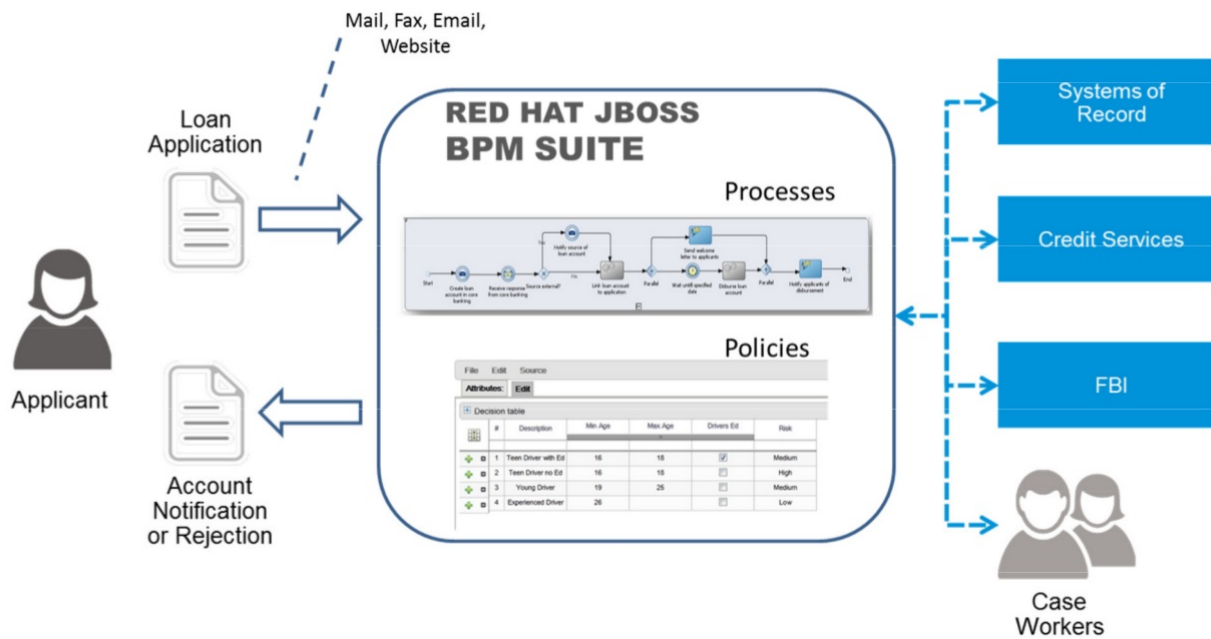 Mail, Fax, Email,
Website
Loan
Application
RED HAT JBOSS
BPM SUITE
Processes
Start
Create loan
account in core
banking
Receive response
from core banking
Source external?
Yes
No
Notify source of
loan account
Link loan account
to application
Parallel
Send welcome
letter to applicants
Wait untill specified
date
Disburse loan
account
Parallel
Notify applicants of
disbursement
End
Policies
File Edit Source
Attributes: Edit
Decision table
# Description Min Age Max Age Drivers Ed Risk
1 Teen Driver with Ed 16 18 Medium
2 Teen Driver no Ed 16 18 High
3 Young Driver 19 25 Medium
4 Experienced Driver 26 Low
Applicant
Account
Notification
or Rejection
Systems of
Record
Credit Services
FBI
Case
Workers